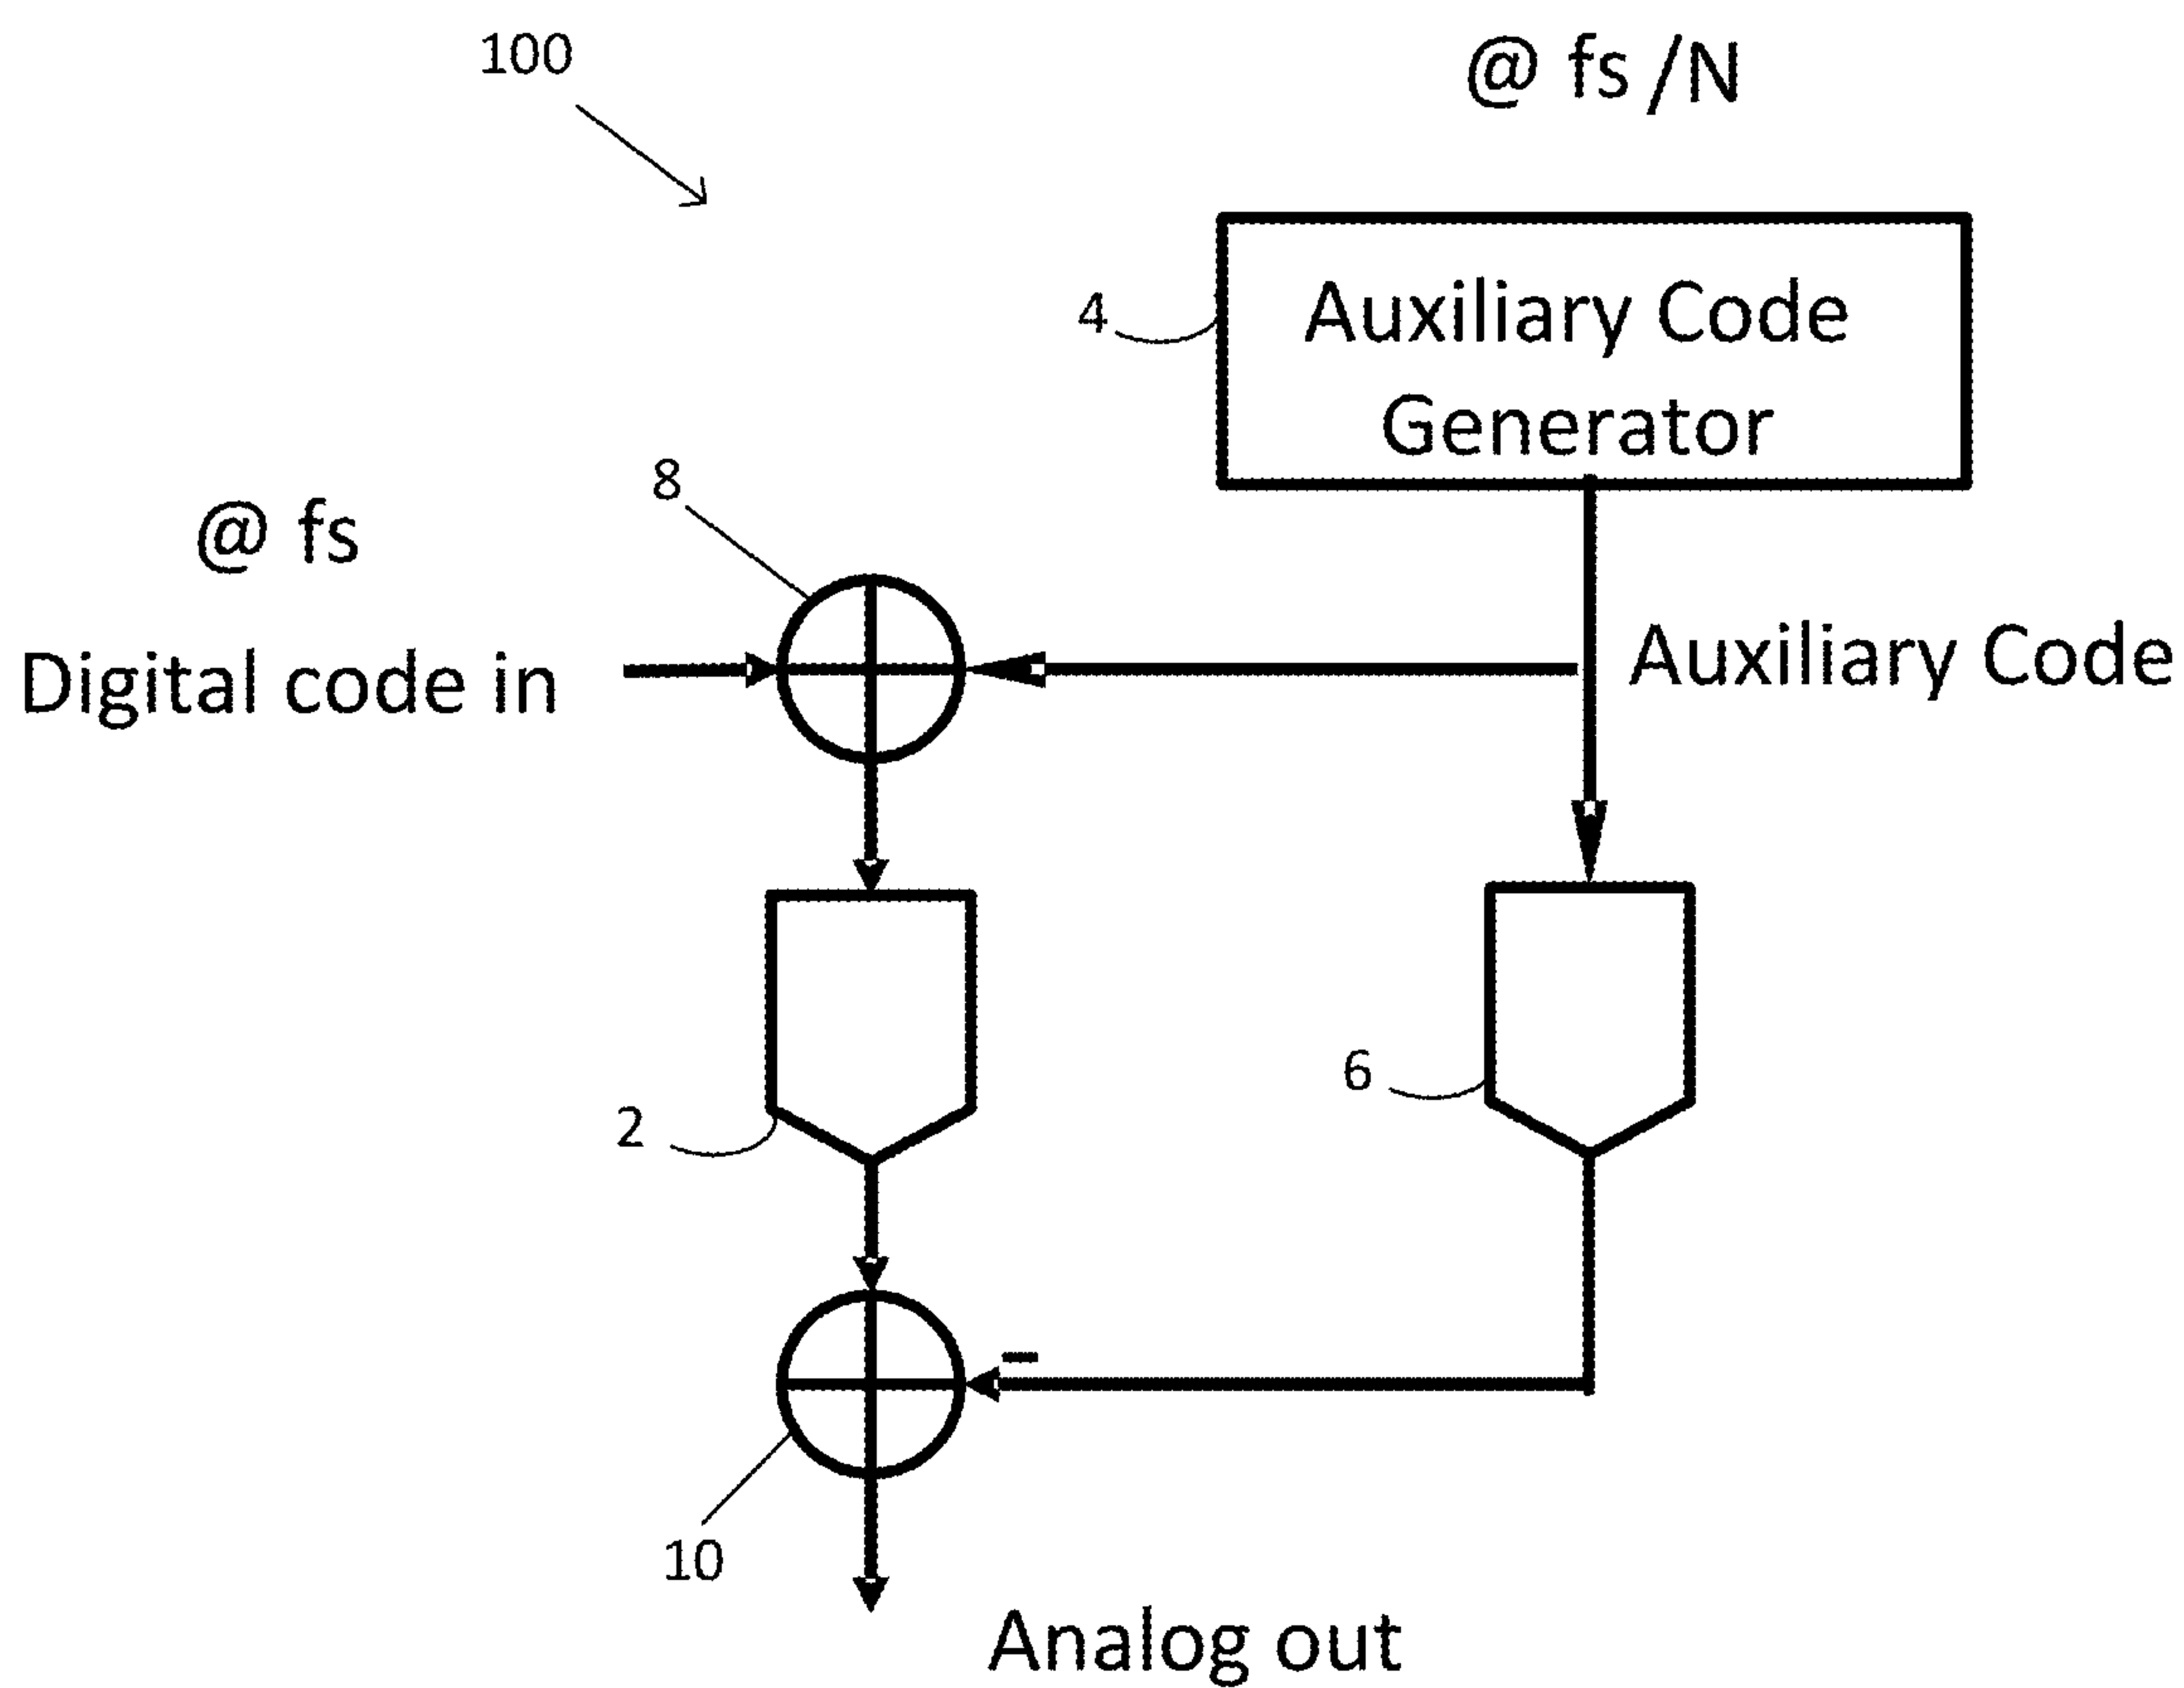 100
@ fs /N
4
Auxiliary Code
Generator
8
@ fs
Digital code in
Auxiliary Code
6
2
–
10
Analog out